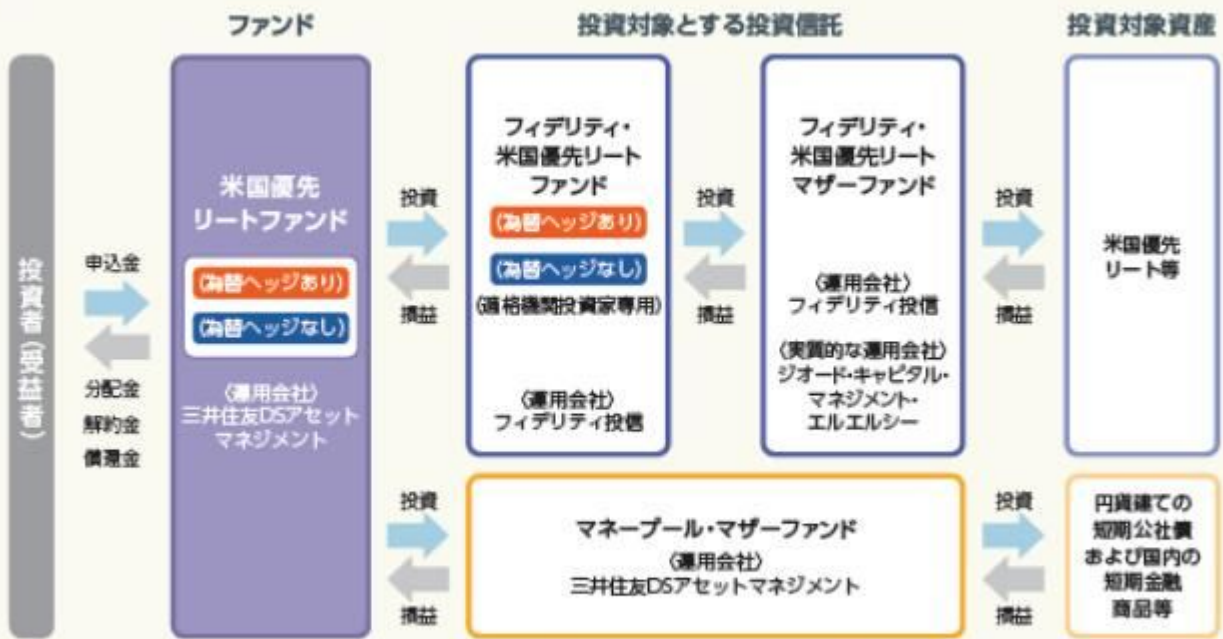 ファンド
投資対象とする投資信託
投資対象資産
投資者(受益者)
申込金
分配金
解約金
償還金
米国優先
リートファンド
(為替ヘッジあり)
(為替ヘッジなし)
〈運用会社〉
三井住友DSアセット
マネジメント
投資
損益
フィデリティ・
米国優先リート
ファンド
(為替ヘッジあり)
(為替ヘッジなし)
(適格機関投資家専用)
〈運用会社〉
フィデリティ投信
投資
損益
フィデリティ・
米国優先リート
マザーファンド
〈運用会社〉
フィデリティ投信
〈実質的な運用会社〉
ジオード・キャピタル・
マネジメント・
エルエルシー
投資
損益
米国優先
リート等
投資
損益
マネープール・マザーファンド
〈運用会社〉
三井住友DSアセットマネジメント
投資
損益
円貨建ての
短期公社債
および国内の
短期金融
商品等